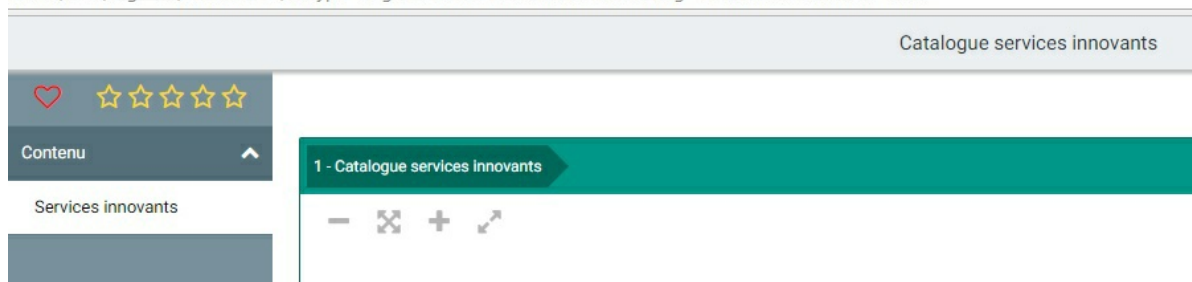 Catalogue services innovants
Contenu
1 - Catalogue services innovants
Services innovants